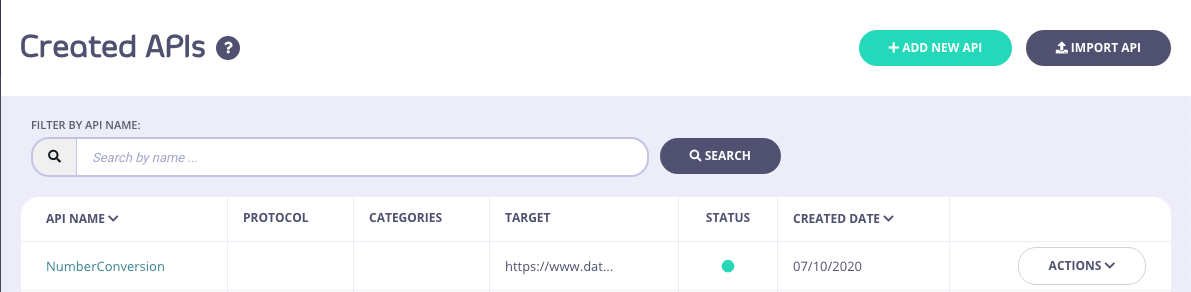 Created APIs ?
ADD NEW API
IMPORT API
FILTER BY API NAME:
Search by name ...
SEARCH
API NAME PROTOCOL CATEGORIES TARGET STATUS CREATED DATE
NumberConversion https://www.dat... 07/10/2020 ACTIONS